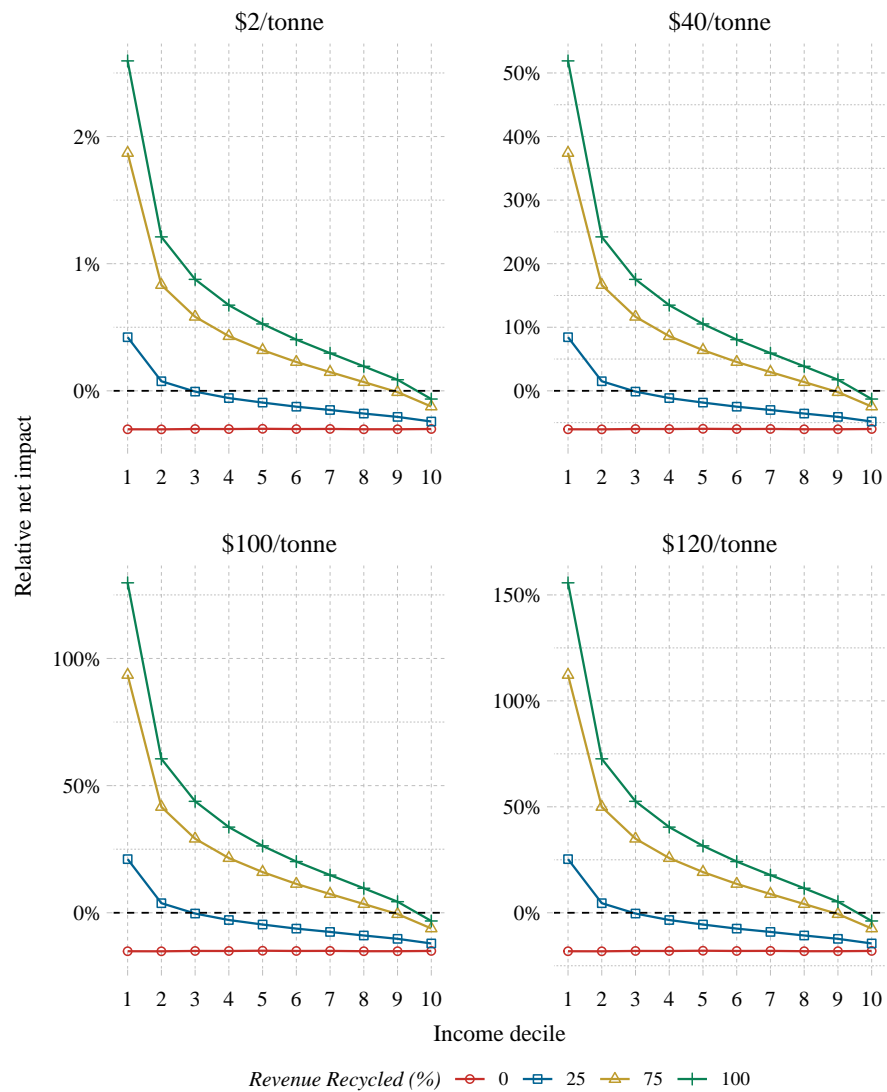 $2/tonne
$40/tonne
2%
1%
0%
50%
40%
30%
20%
10%
0%
1 2 3 4 5 6 7 8 9 10
1 2 3 4 5 6 7 8 9 10
Relative net impact
$100/tonne
$120/tonne
100%
50%
0%
150%
100%
50%
0%
1 2 3 4 5 6 7 8 9 10
1 2 3 4 5 6 7 8 9 10
Income decile
Revenue Recycled (%) 0 25 75 100